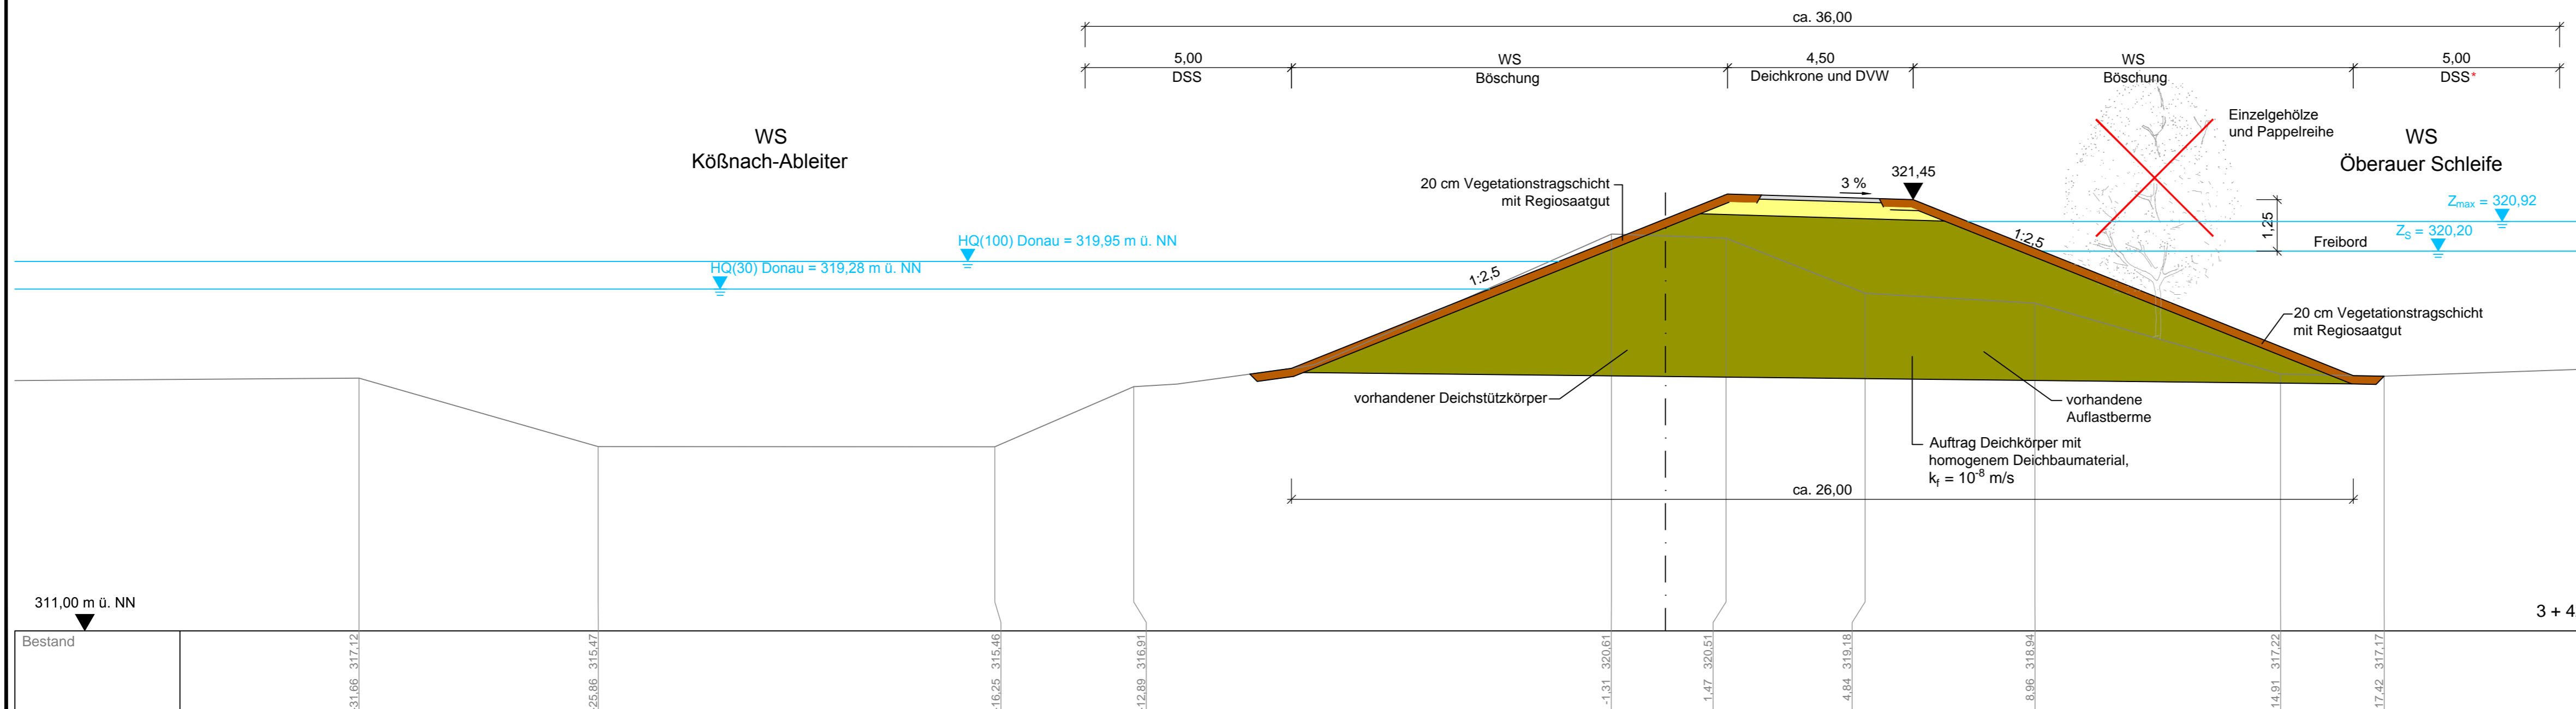 ca. 36,00
5,00
DSS
WS
Böschung
4,50
Deichkrone und DVW
WS
Böschung
5,00
DSS*
WS
Kößnach-Ableiter
Einzelgehölze
und Pappelreihe
WS
Öberauer Schleife
20 cm Vegetationstragschicht
mit Regiosaatgut
3 %
321,45
Zmax = 320,92
1,25
Freibord
ZS = 320,20
HQ(100) Donau = 319,95 m ü. NN
HQ(30) Donau = 319,28 m ü. NN
1:2,5
1:2,5
20 cm Vegetationstragschicht
mit Regiosaatgut
vorhandener Deichstützkörper
vorhandene
Auflastberme
Auftrag Deichkörper mit
homogenem Deichbaumaterial,
kf = 10-8 m/s
ca. 26,00
311,00 m ü. NN
3 + 4
Bestand
-31,66 317,12
-25,86 315,47
-16,25 315,46
-12,89 316,91
-1,31 320,61
1,47 320,51
4,84 319,18
8,96 318,94
14,91 317,22
17,42 317,17